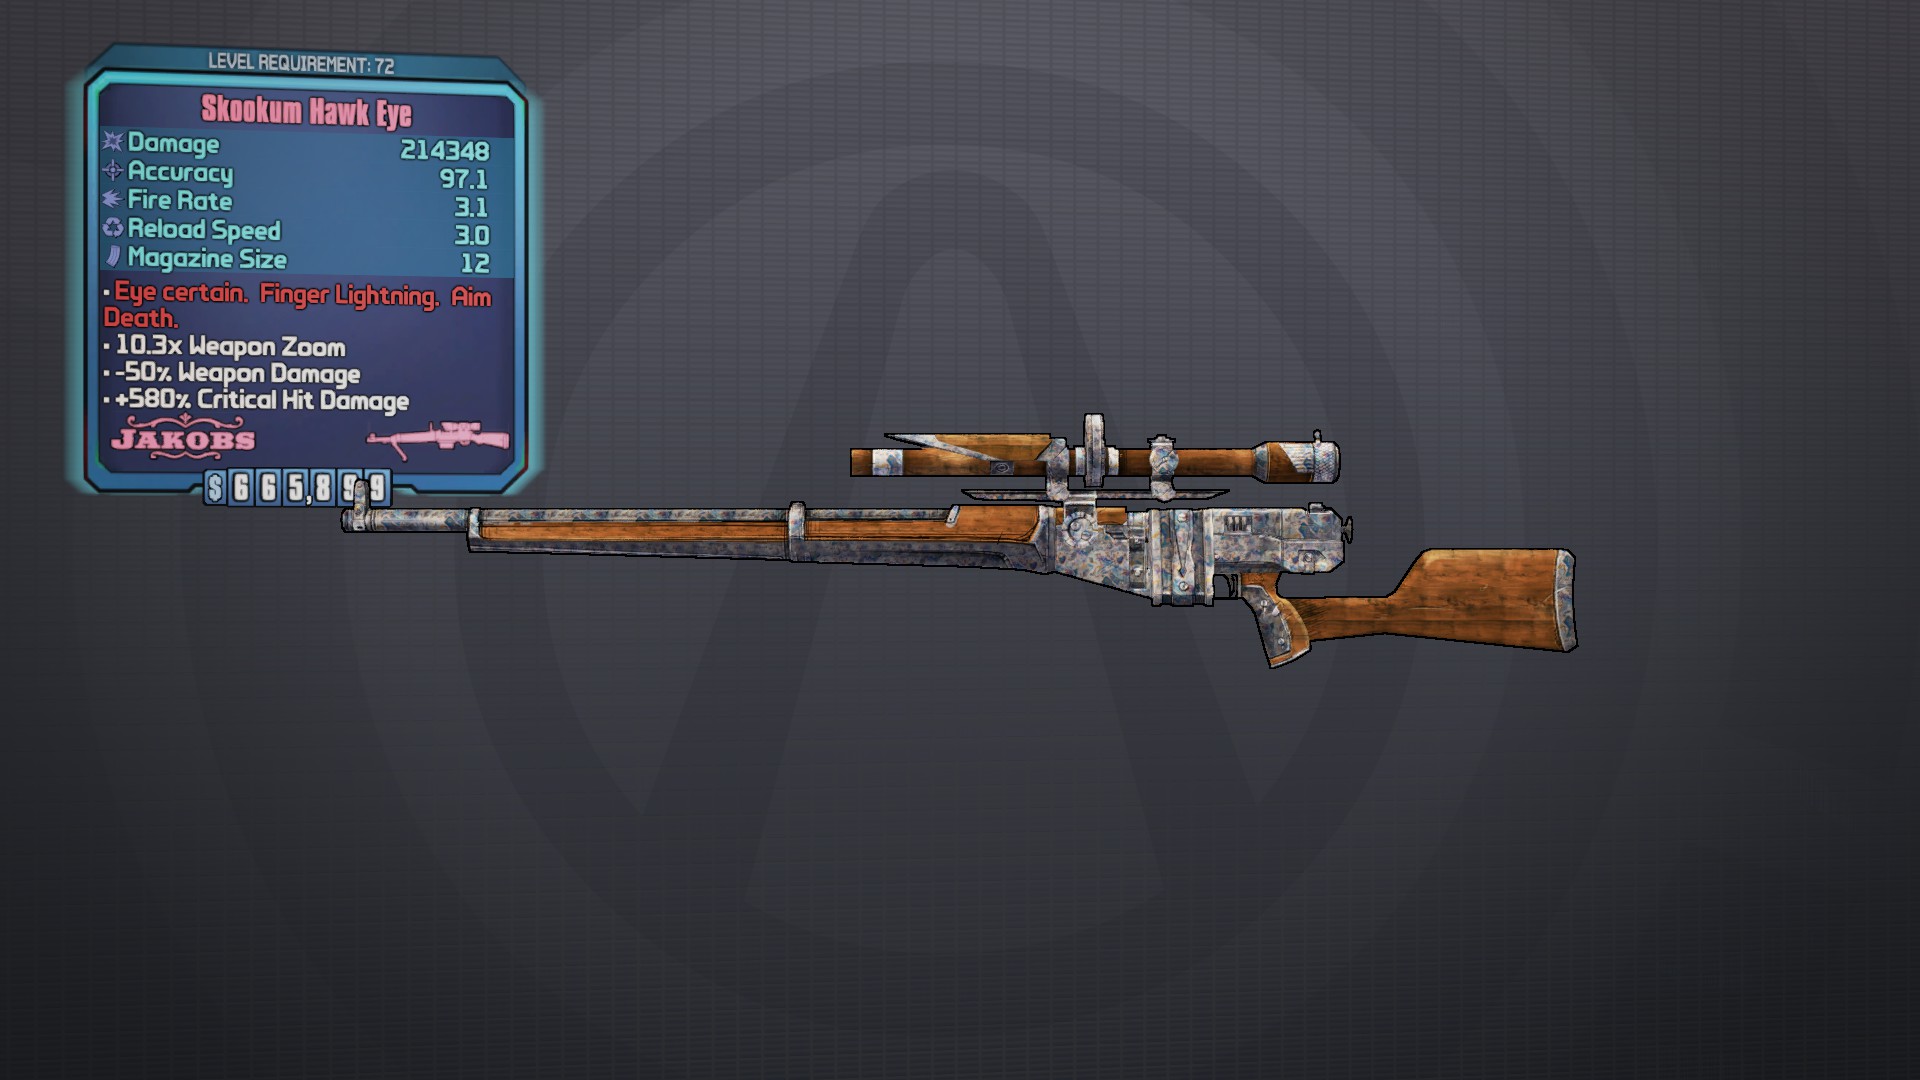 LEVEL REQUIREMENT: 72
Skookum Hawk Eye
Damage 214348
Accuracy 97.1
Fire Rate 3.1
Reload Speed 3.0
Magazine Size 12
· Eye certain. Finger Lightning. Aim
Death.
· 10.3x Weapon Zoom
· -50% Weapon Damage
· +580% Critical Hit Damage
JAKOBS
$ 665,899